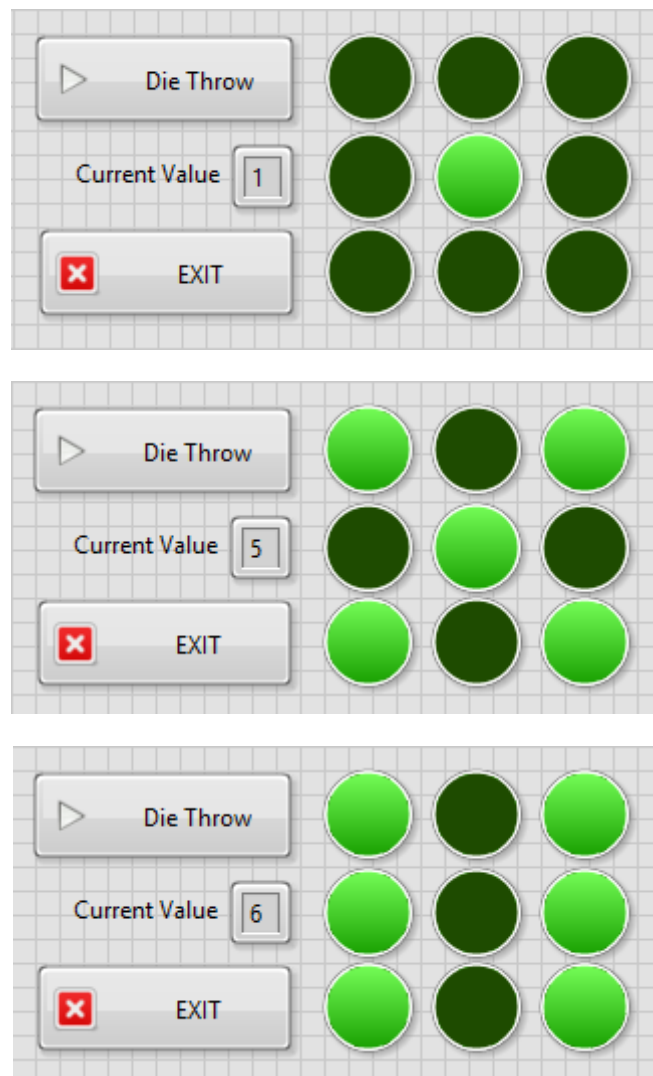 Die Throw
Current Value 1
EXIT
Die Throw
Current Value 5
EXIT
Die Throw
Current Value 6
EXIT